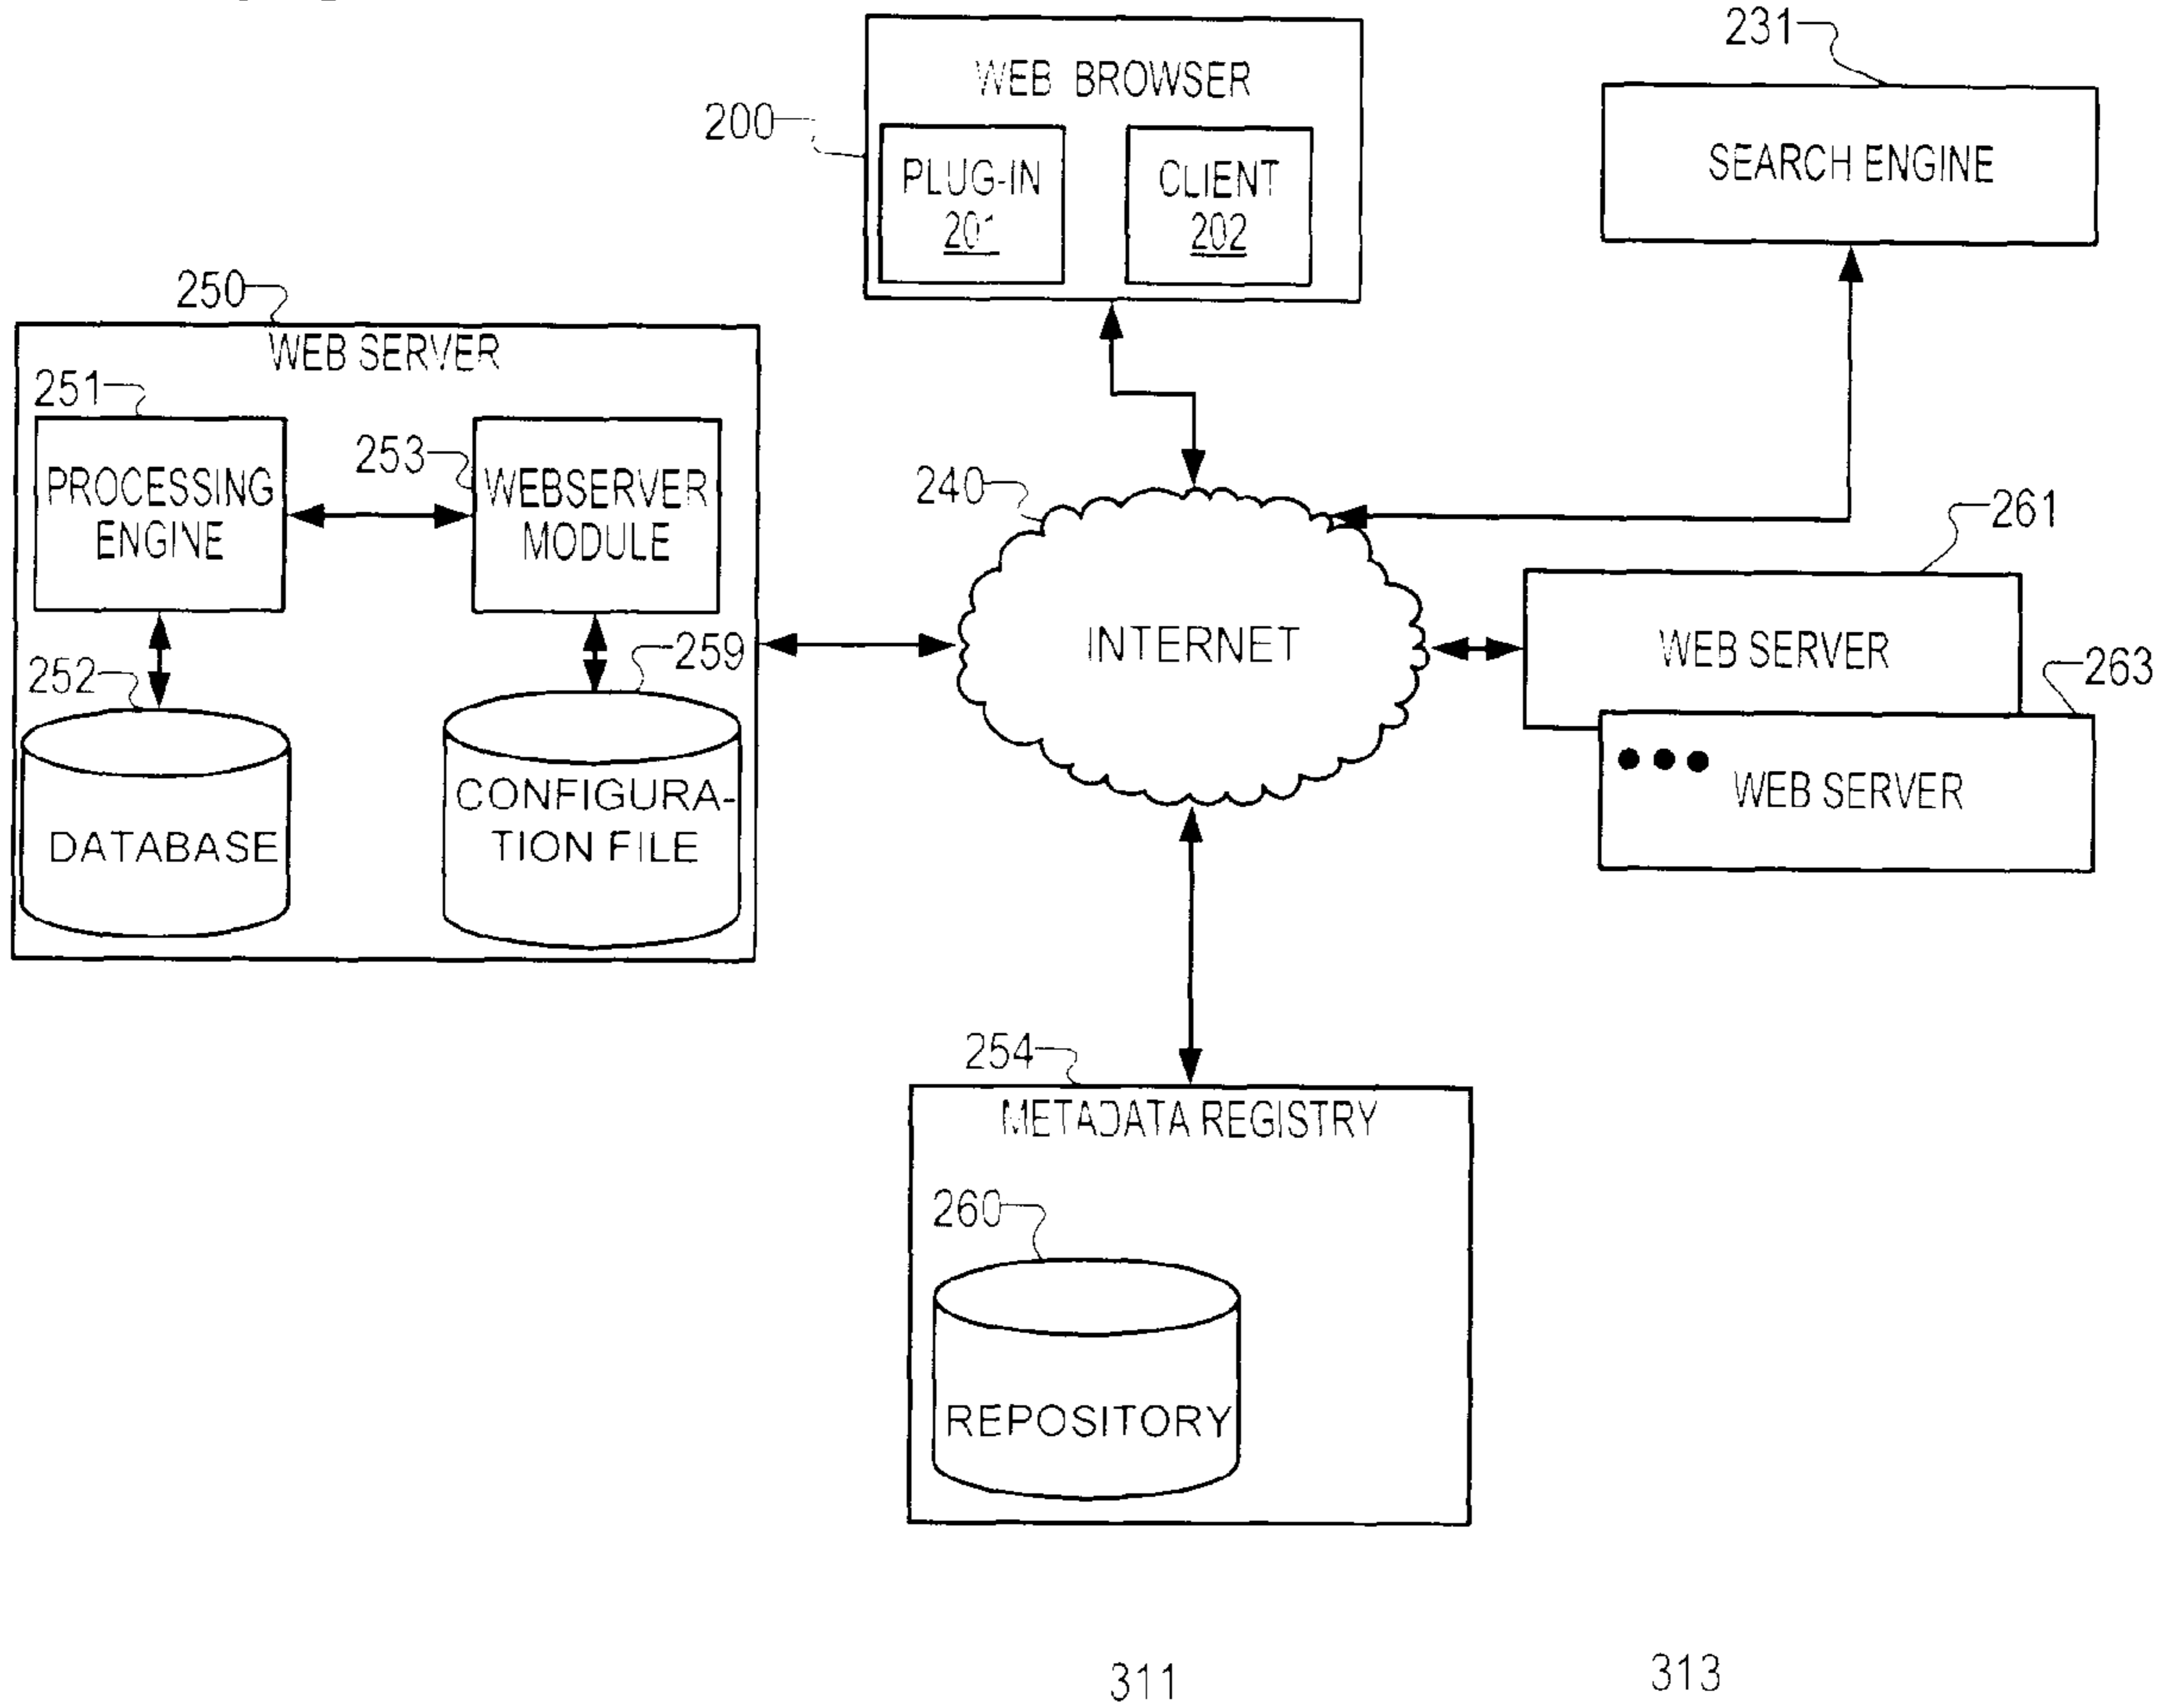 231
WEB BROWSER
200
PLUG-IN
201
CLIENT
202
SEARCH ENGINE
250
WEB SERVER
251
PROCESSING
ENGINE
253
WEBSERVER
MODULE
252
DATABASE
259
CONFIGURA-
TION FILE
240
INTERNET
261
WEB SERVER
263
WEB SERVER
254
METADATA REGISTRY
260
REPOSITORY
311
313